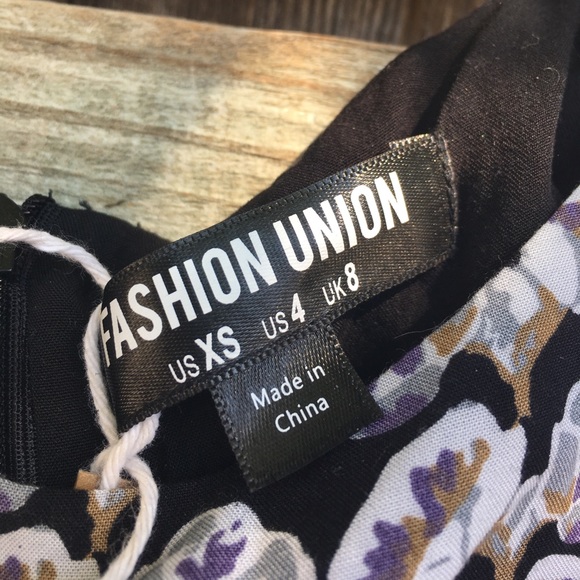 FASHION UNION
US XS US 4 UK 8
Made in
China